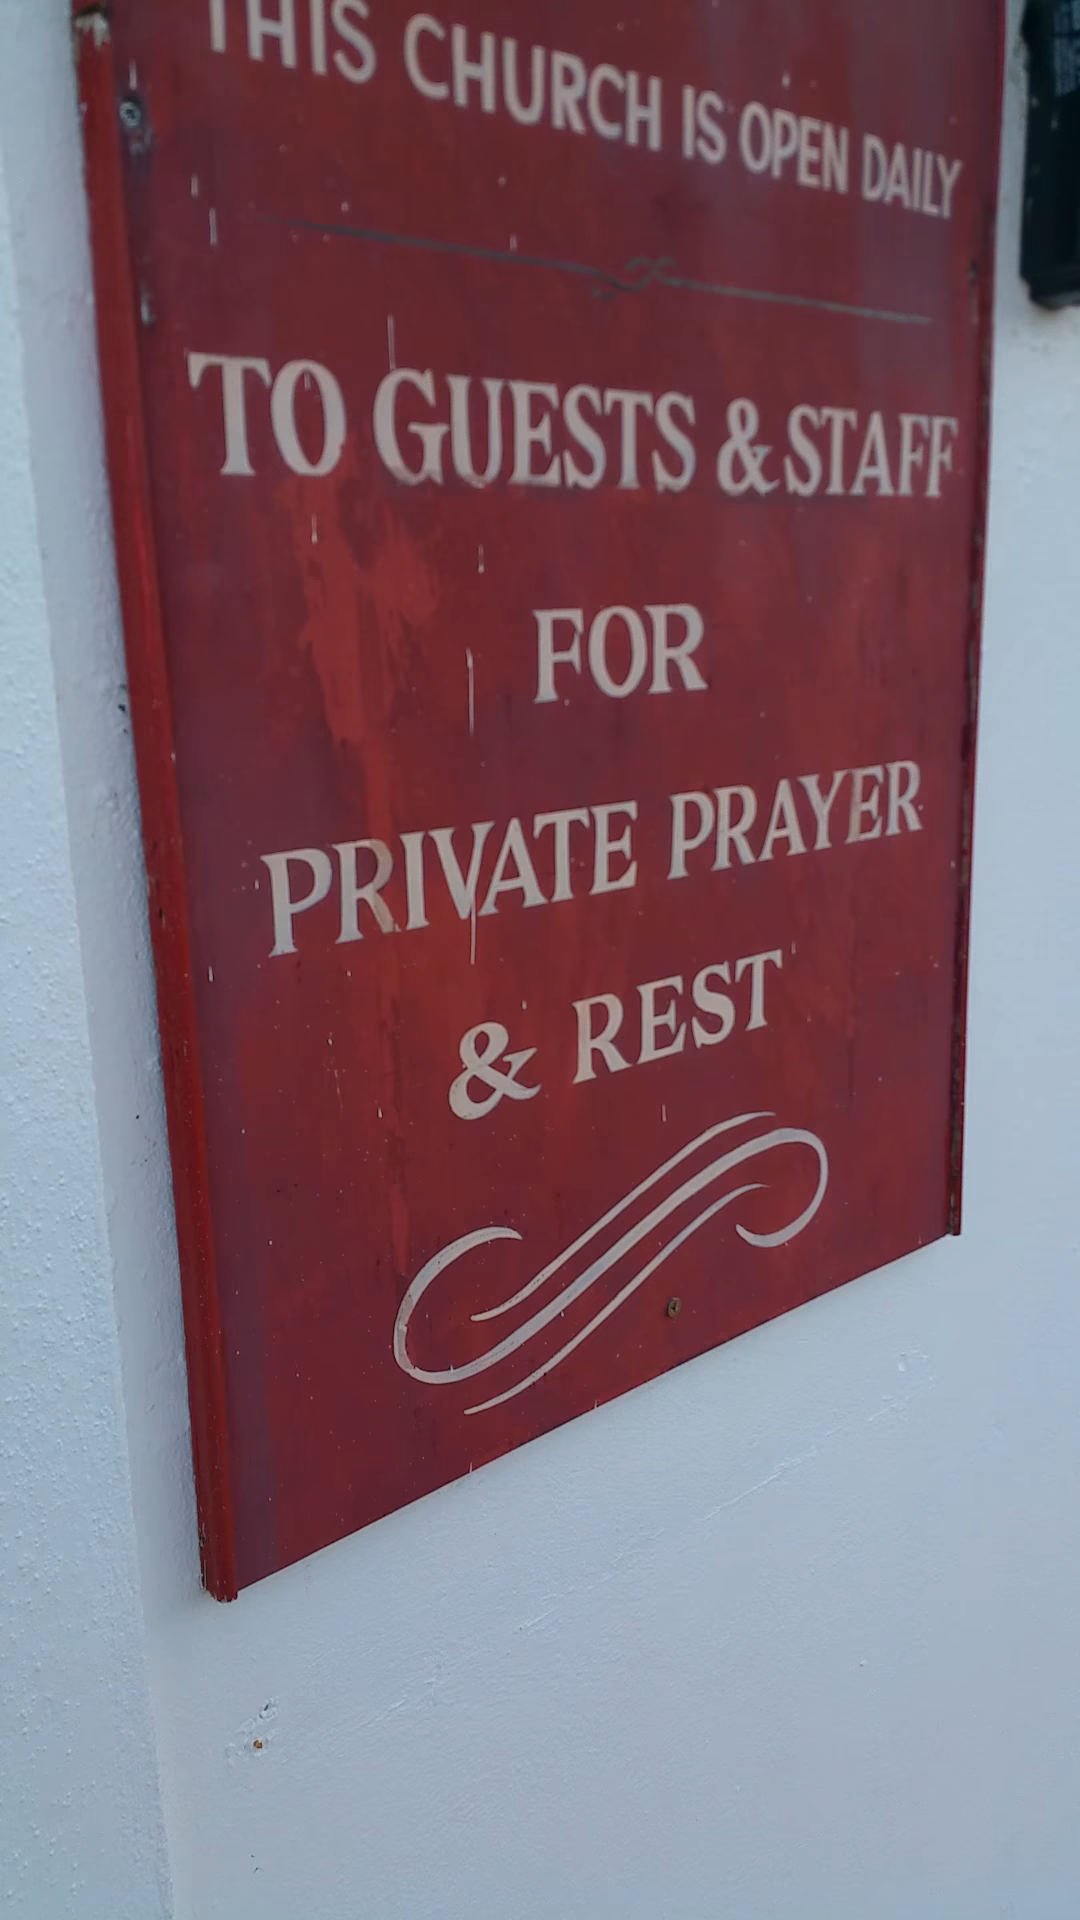 THIS CHURCH IS OPEN DAILY
TO GUESTS & STAFF
FOR
PRIVATE PRAYER
& REST